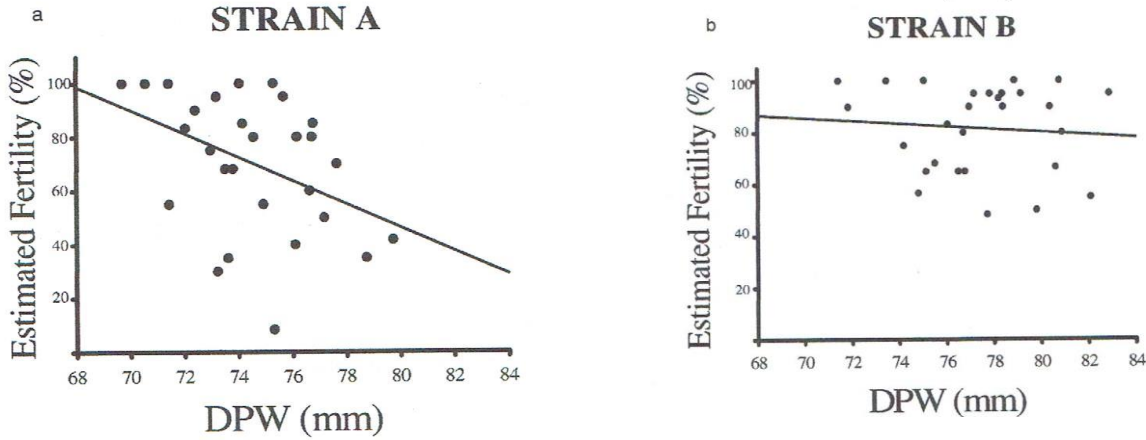 a
STRAIN A
Estimated Fertility (%)
100
80
60
40
20
68 70 72 74 76 78 80 82 84
DPW (mm)
b
STRAIN B
Estimated Fertility (%)
100
80
60
40
20
68 70 72 74 76 78 80 82 84
DPW (mm)